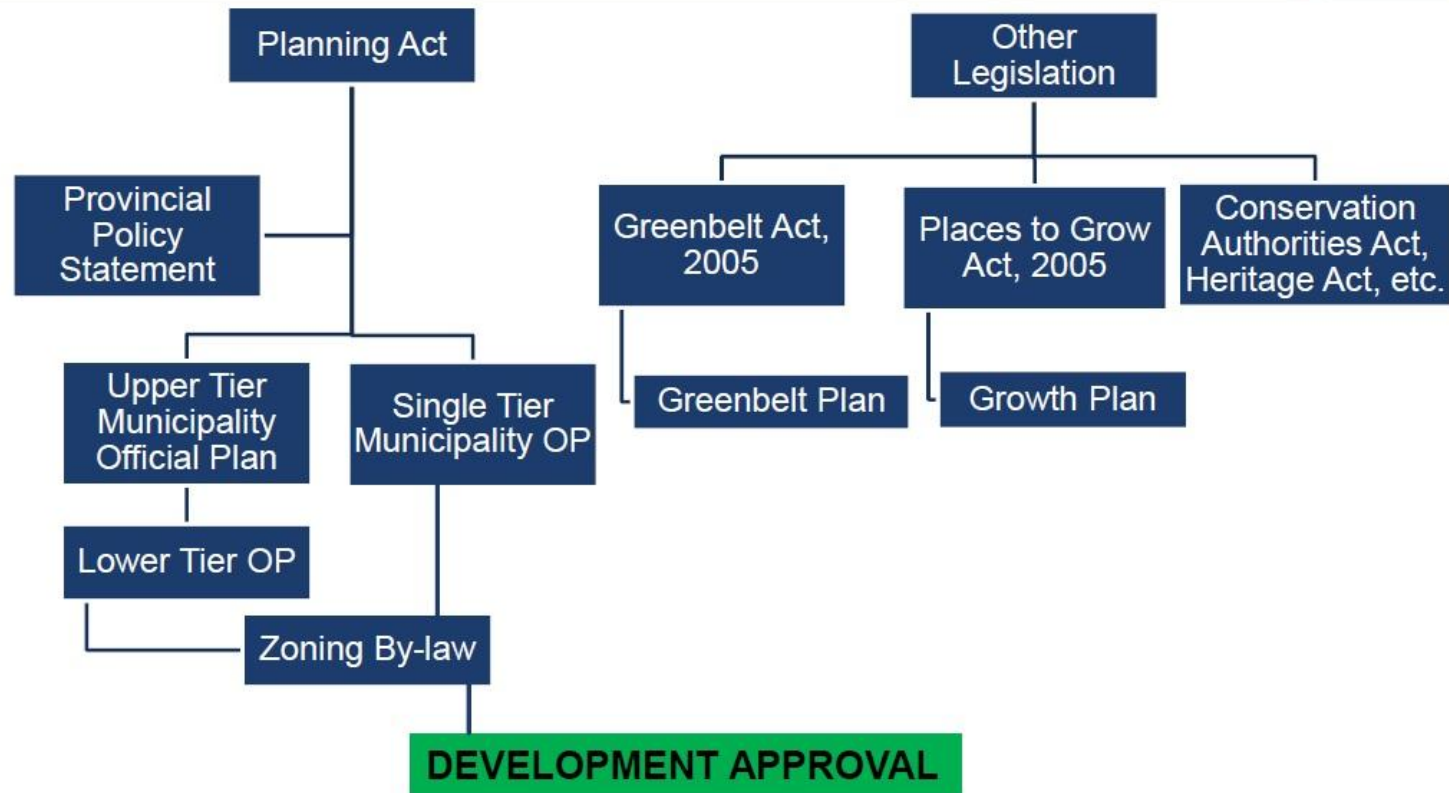 Planning Act
Other
Legislation
Provincial
Policy
Statement
Greenbelt Act,
2005
Places to Grow
Act, 2005
Conservation
Authorities Act,
Heritage Act, etc.
Upper Tier
Municipality
Official Plan
Single Tier
Municipality OP
Greenbelt Plan
Growth Plan
Lower Tier OP
Zoning By-law
DEVELOPMENT APPROVAL